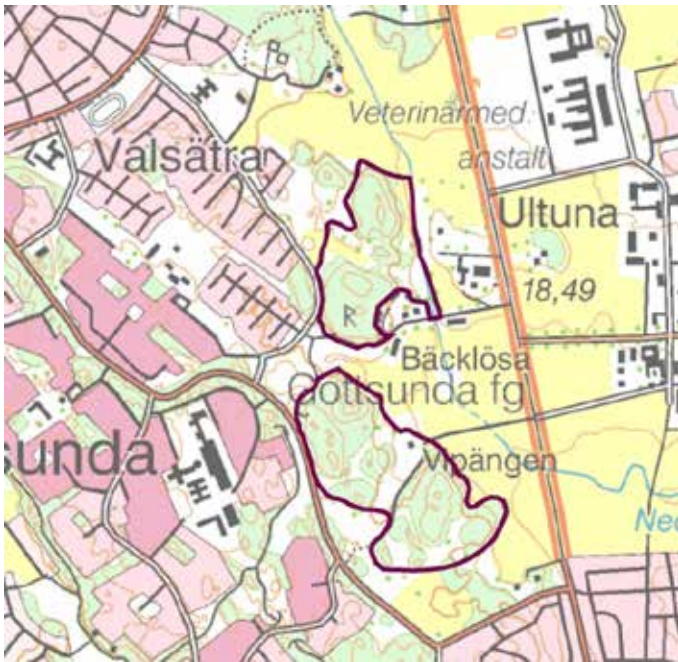 Veterinärmed.
anstalt
Valsätra
Ultuna
18,49
R
Bäcklösa
Gottsunda fg
sunda
Vipängen
Ned